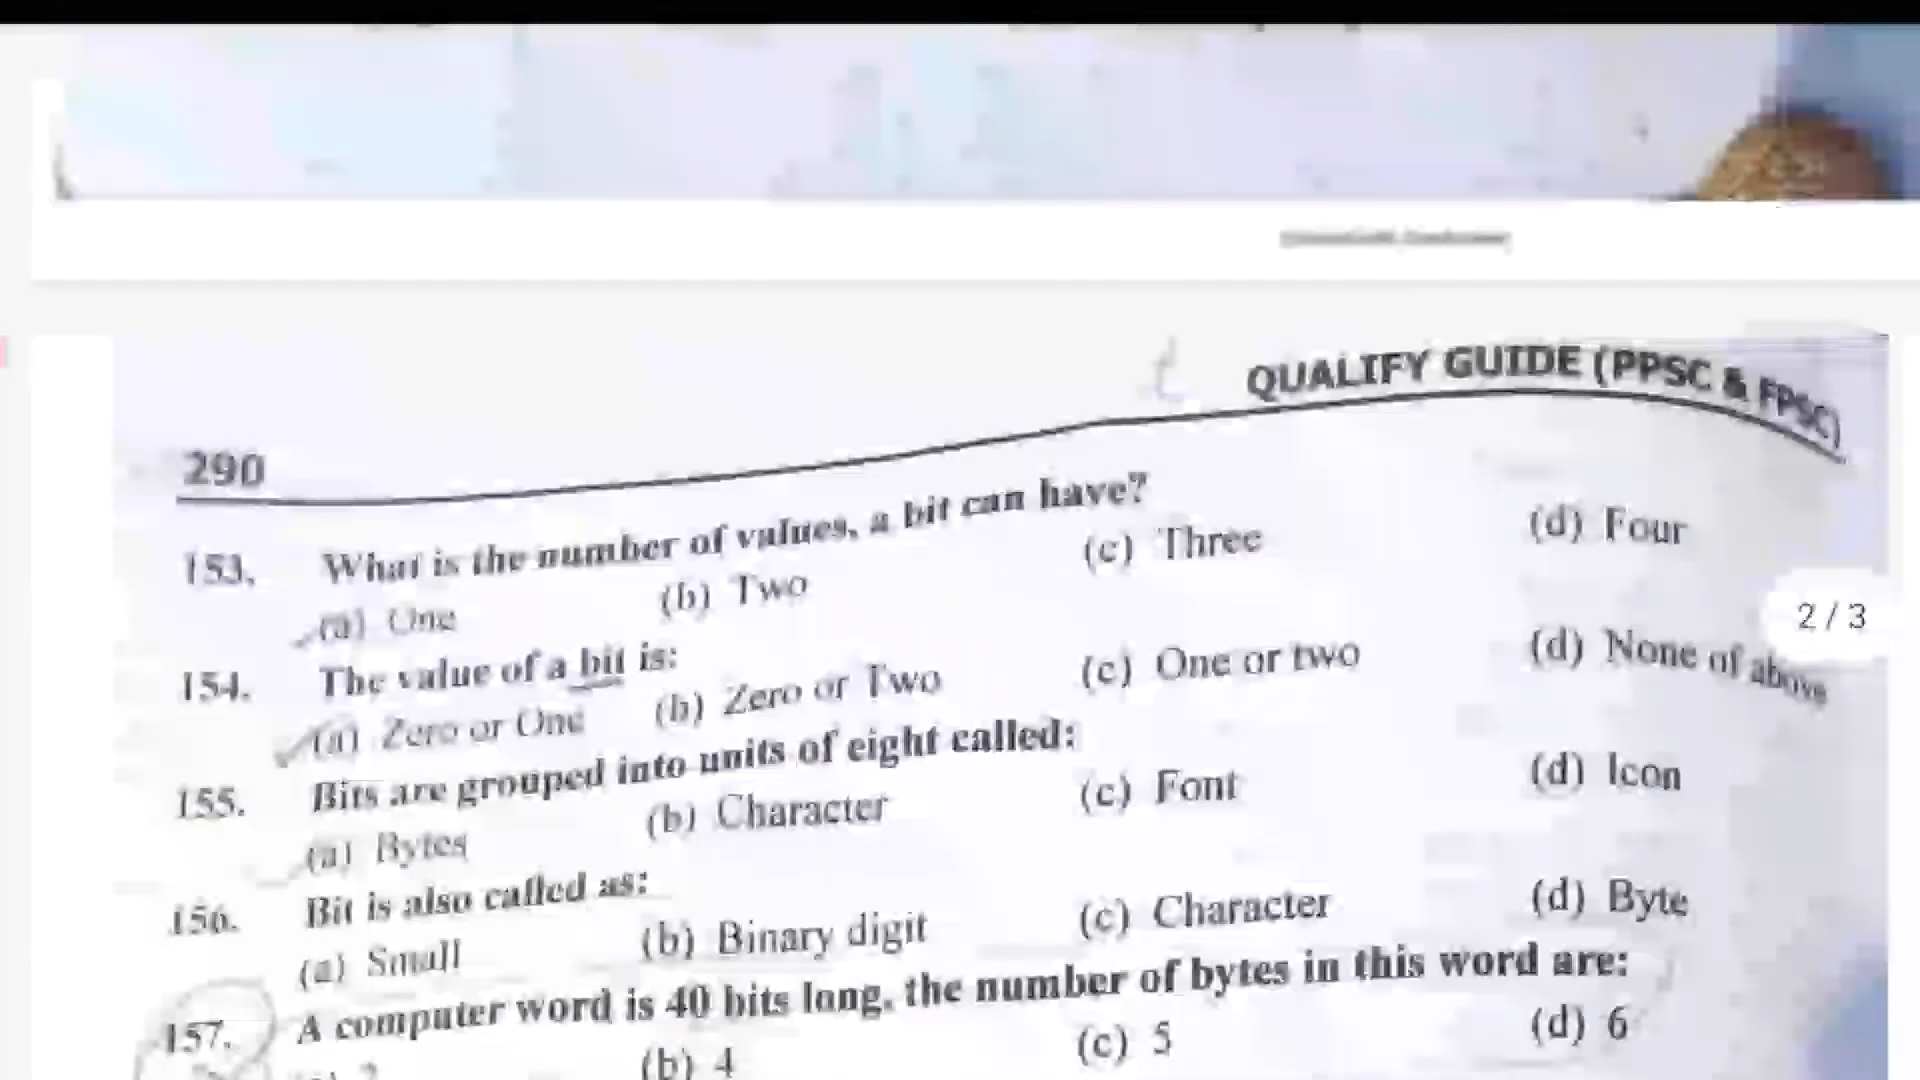 QUALIFY GUIDE (PPSC & FPSC)
290
153. What is the number of values, a bit can have?
(a) One (b) Two (c) Three (d) Four
2 / 3
154. The value of a bit is:
(a) Zero or One (b) Zero or Two (c) One or two (d) None of above
155. Bits are grouped into units of eight called:
(a) Bytes (b) Character (c) Font (d) Icon
156. Bit is also called as:
(a) Small (b) Binary digit (c) Character (d) Byte
157. A computer word is 40 bits long, the number of bytes in this word are:
(b) 4 (c) 5 (d) 6